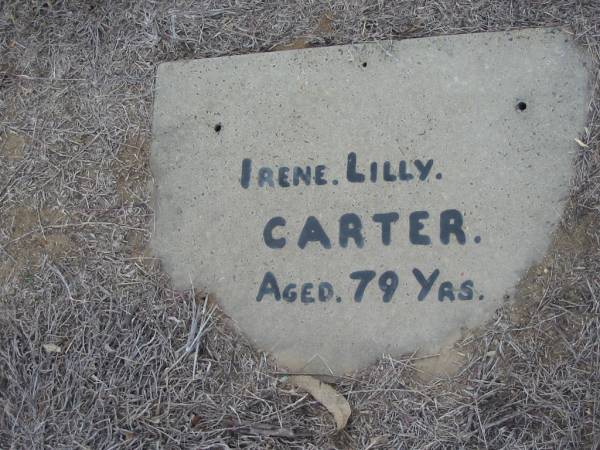 IRENE. LILLY.
CARTER.
AGED. 79 YRS.